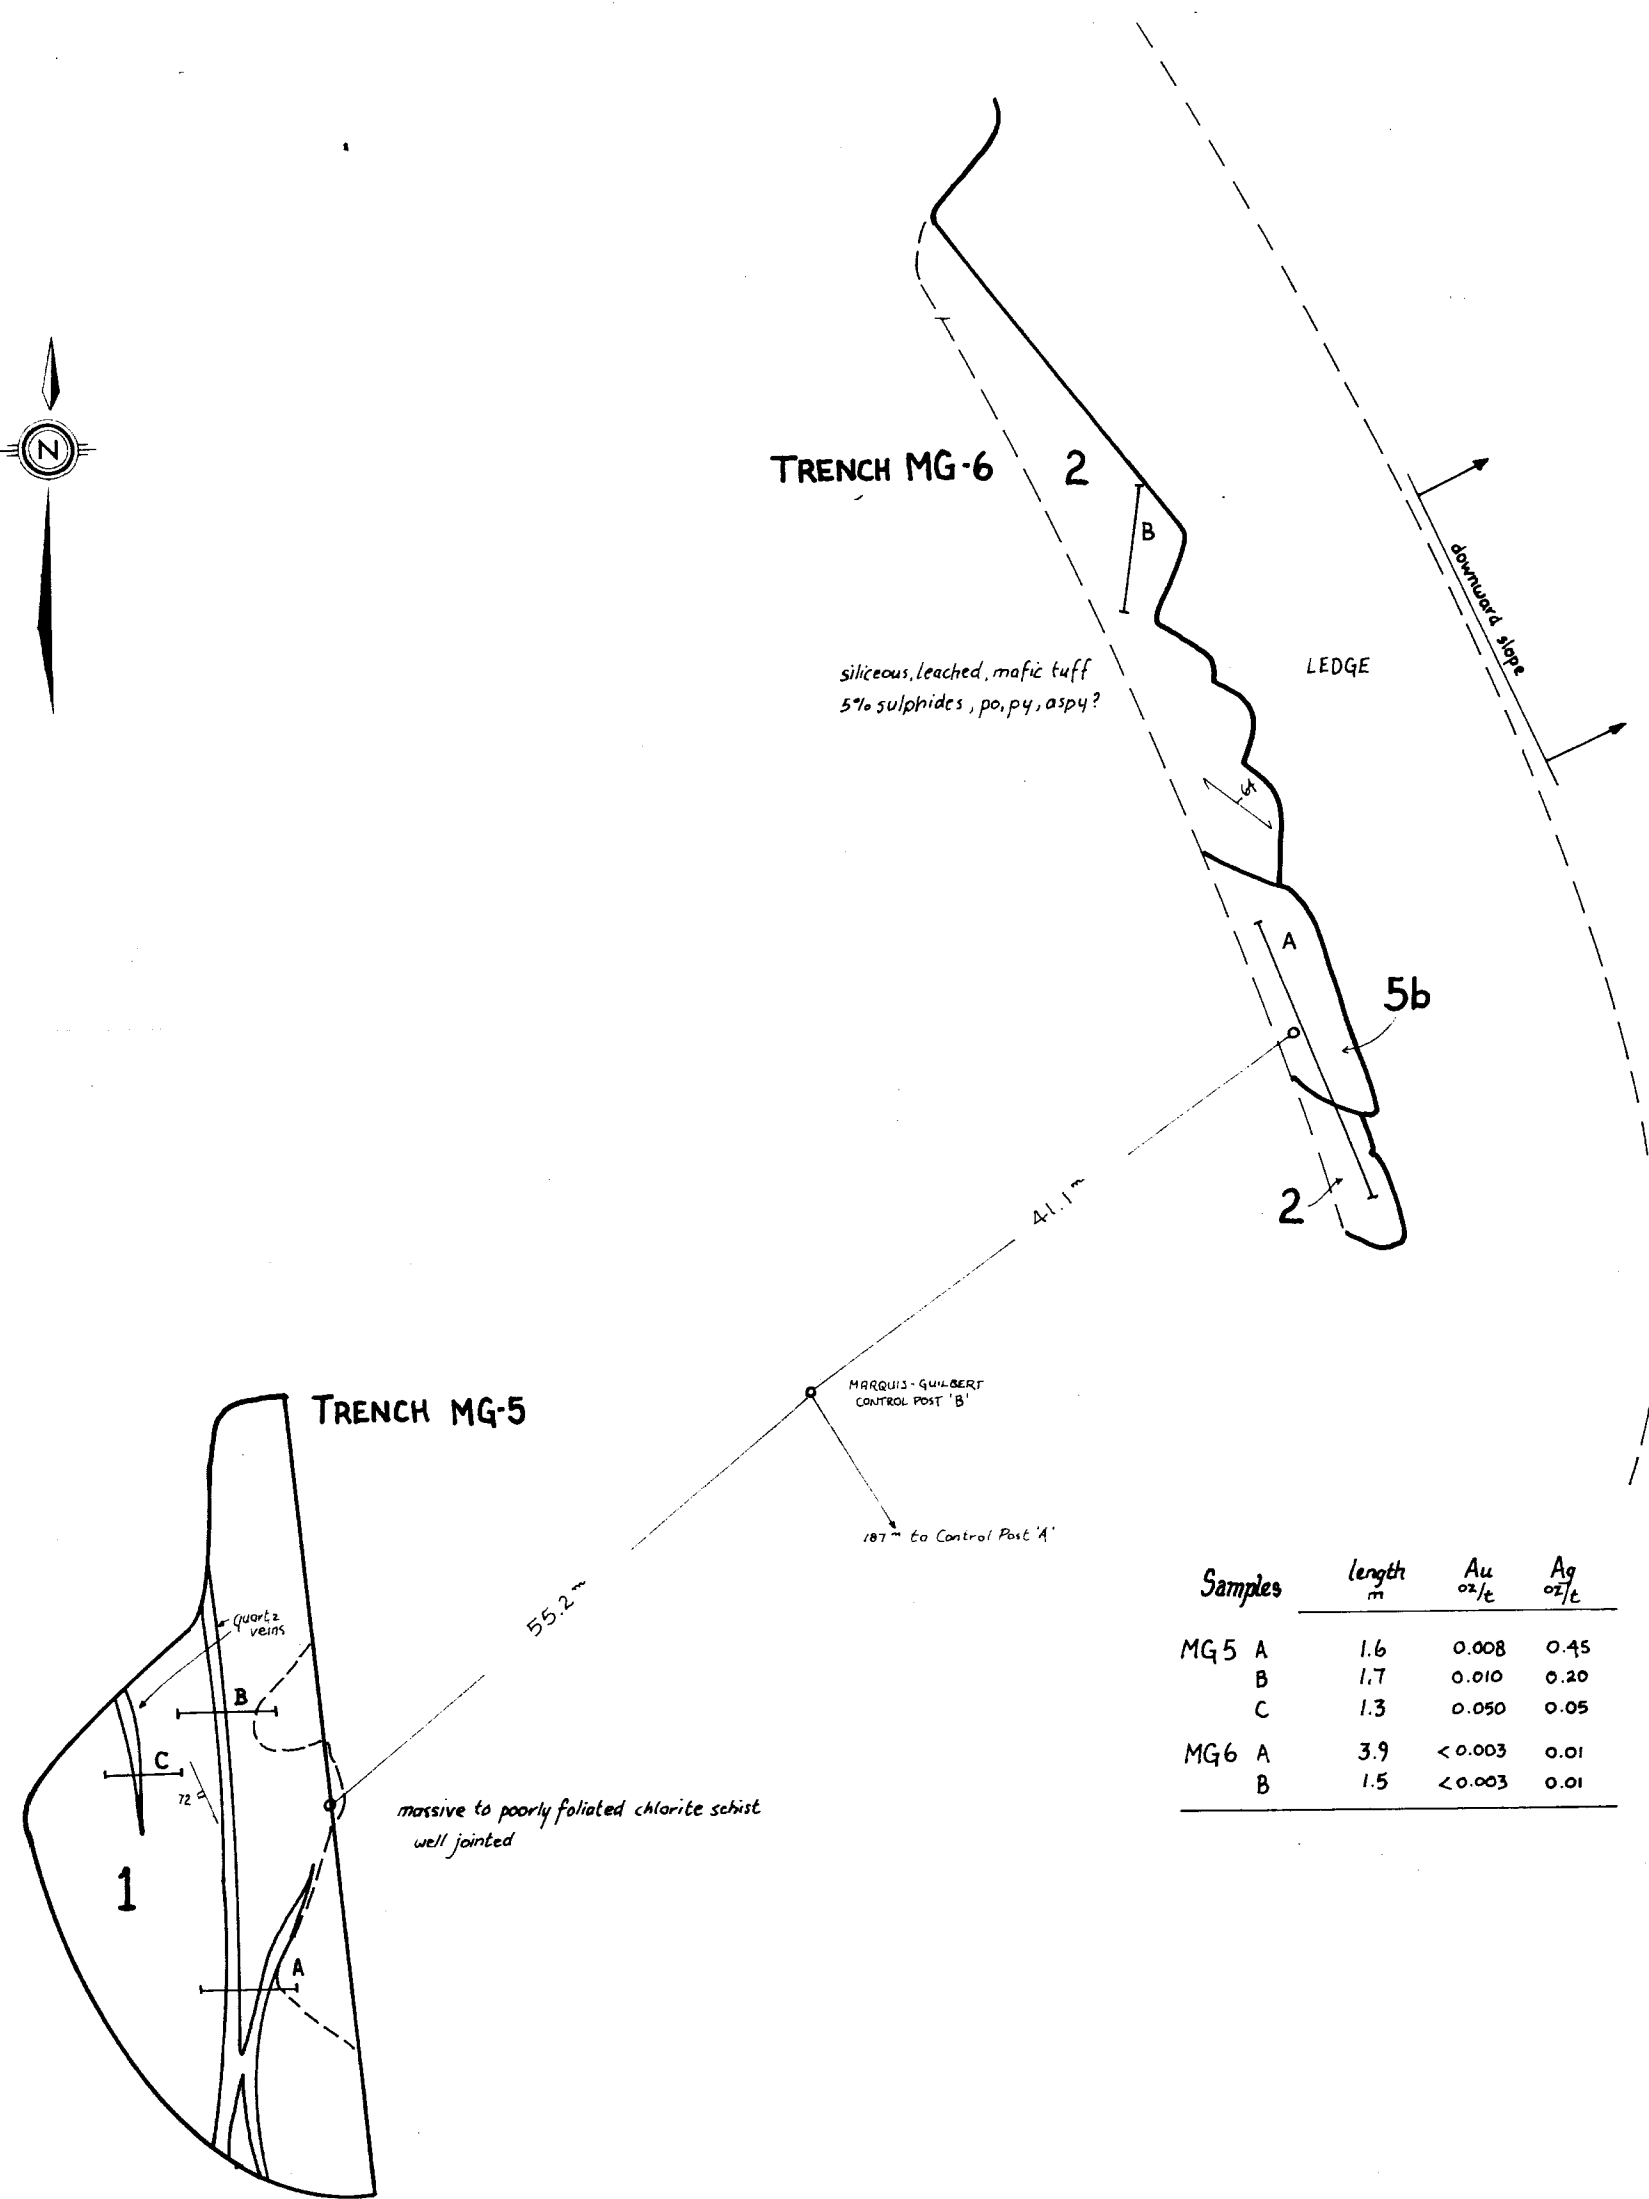 N
TRENCH MG-6
2
B
downward slope
siliceous, leached, mafic tuff
5% sulphides, po, py, aspy?
LEDGE
64
A
5b
2
41.1 m
MARQUIS-GUILBERT
CONTROL POST 'B'
187 m to Control Post 'A'
TRENCH MG-5
55.2 m
quartz
veins
B
C
72
massive to poorly foliated chlorite schist
well jointed
1
A
Samples length Au Ag
m oz/t oz/t
MG5 A 1.6 0.008 0.45
B 1.7 0.010 0.20
C 1.3 0.050 0.05
MG6 A 3.9 <0.003 0.01
B 1.5 <0.003 0.01